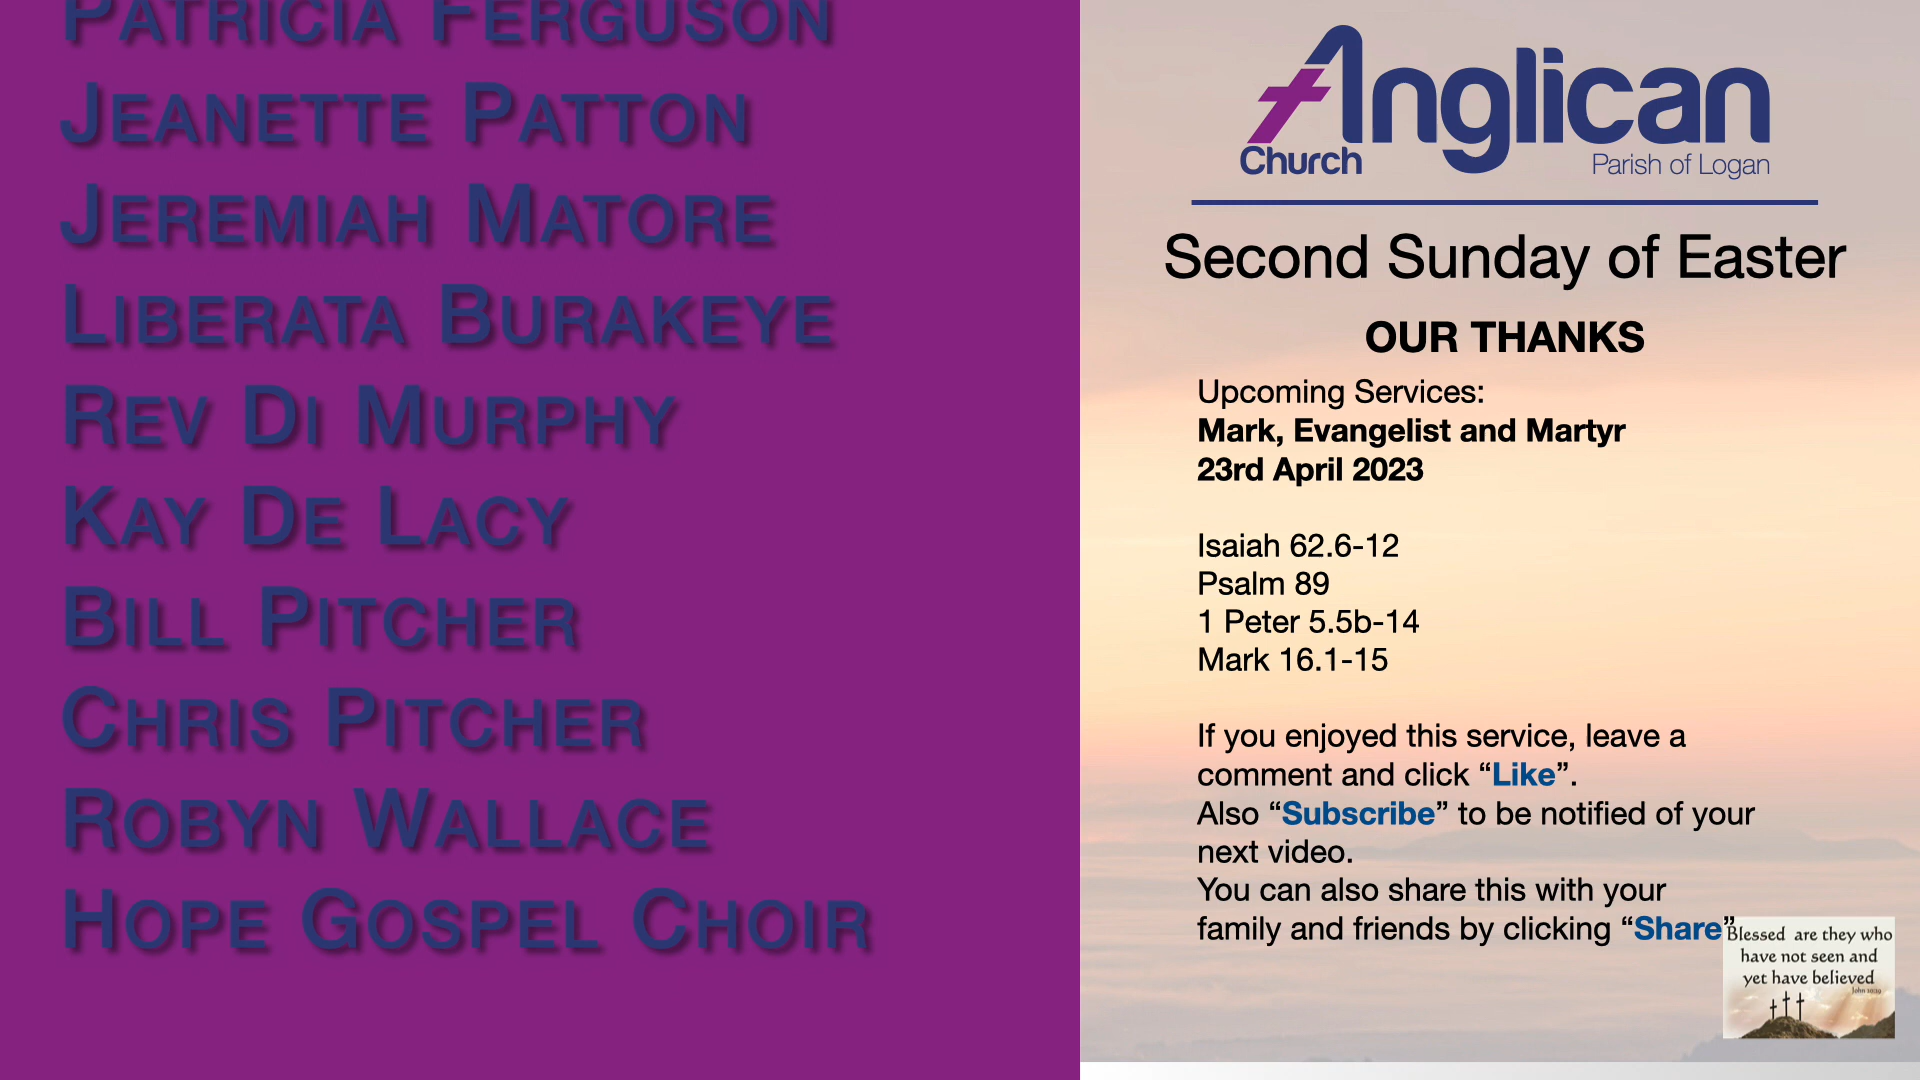 PATRICIA FERGUSON
JEANETTE PATTON
JEREMIAH MATORE
LIBERATA BURAKEYE
REV DI MURPHY
KAY DE LACY
BILL PITCHER
CHRIS PITCHER
ROBYN WALLACE
HOPE GOSPEL CHOIR
Anglican
Church
Parish of Logan
Second Sunday of Easter
OUR THANKS
Upcoming Services:
Mark, Evangelist and Martyr
23rd April 2023
Isaiah 62.6-12
Psalm 89
1 Peter 5.5b-14
Mark 16.1-15
If you enjoyed this service, leave a
comment and click “Like”.
Also “Subscribe” to be notified of your
next video.
You can also share this with your
family and friends by clicking “Share”
Blessed are they who
have not seen and
yet have believed
John 20:29